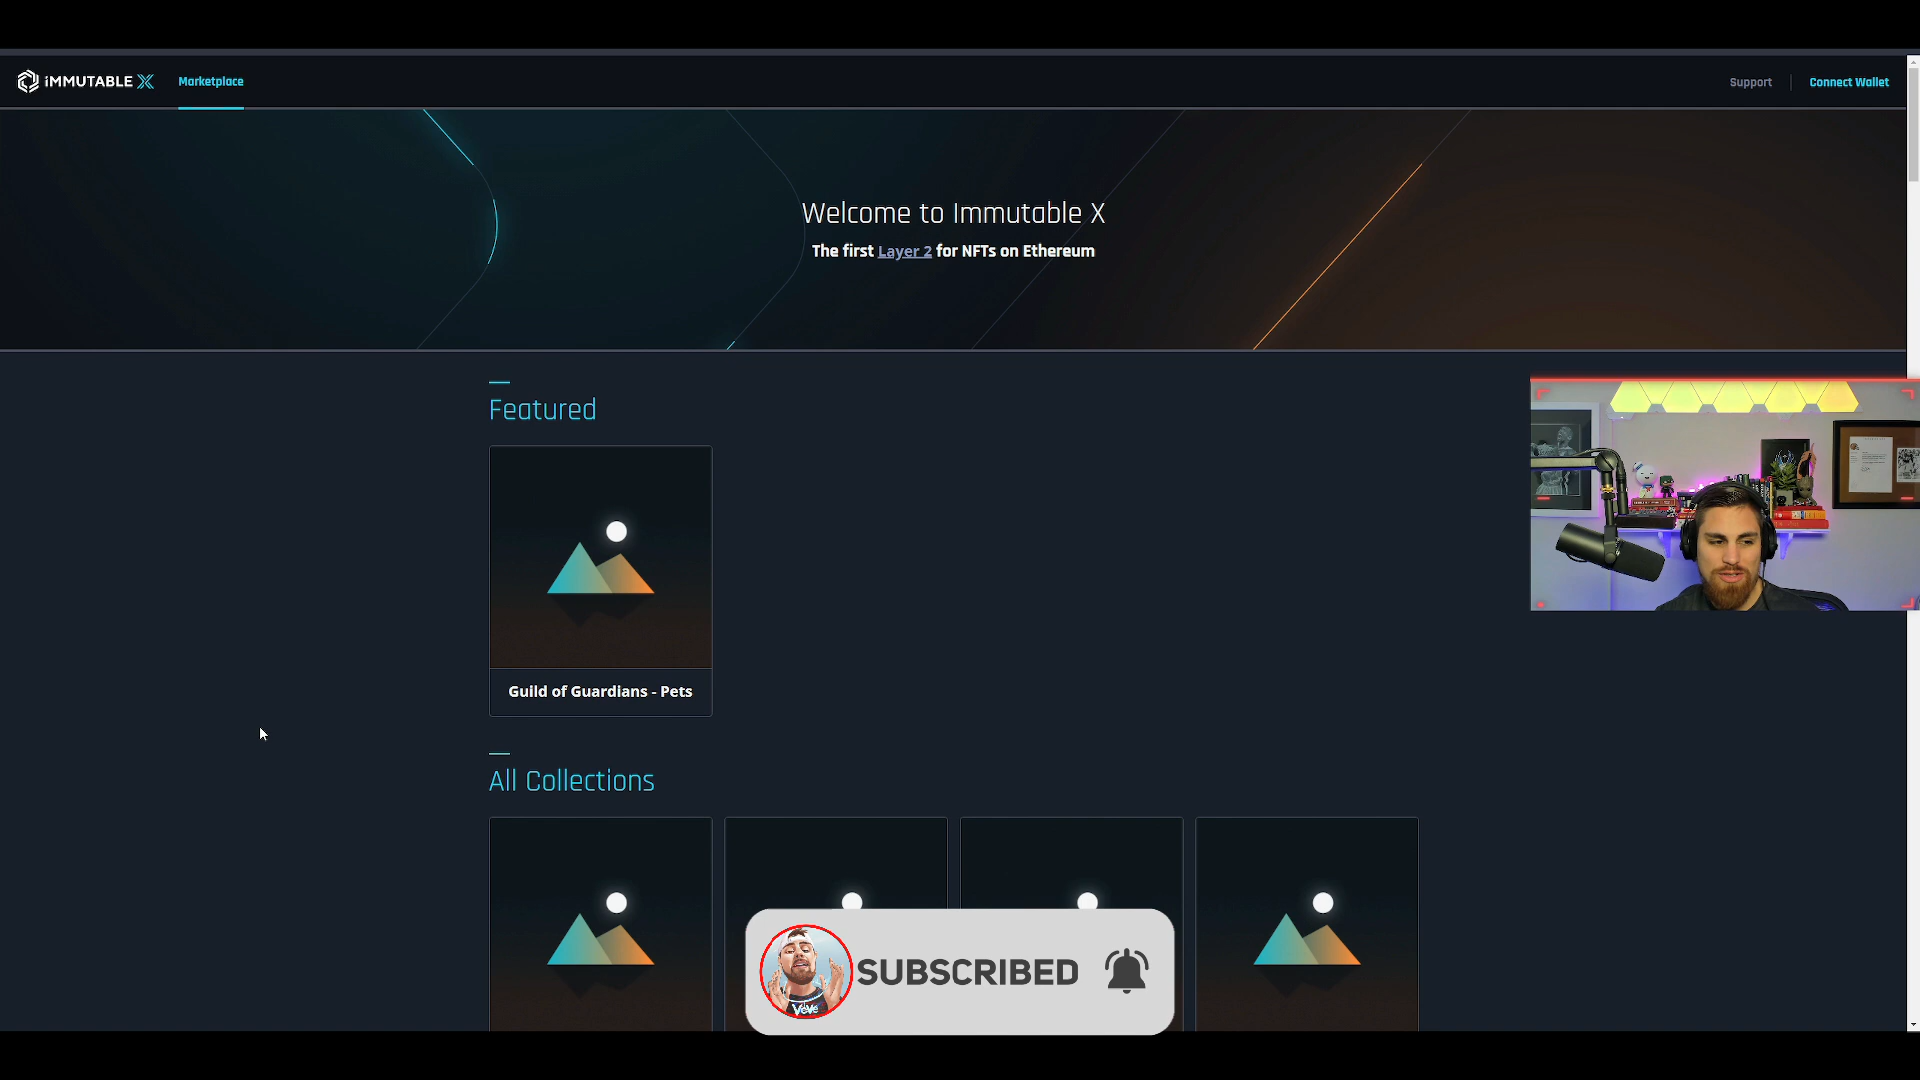 iMMUTABLE X
Marketplace
Support
Connect Wallet
Welcome to Immutable X
The first Layer 2 for NFTs on Ethereum
Featured
Guild of Guardians - Pets
All Collections
VeVe
SUBSCRIBED